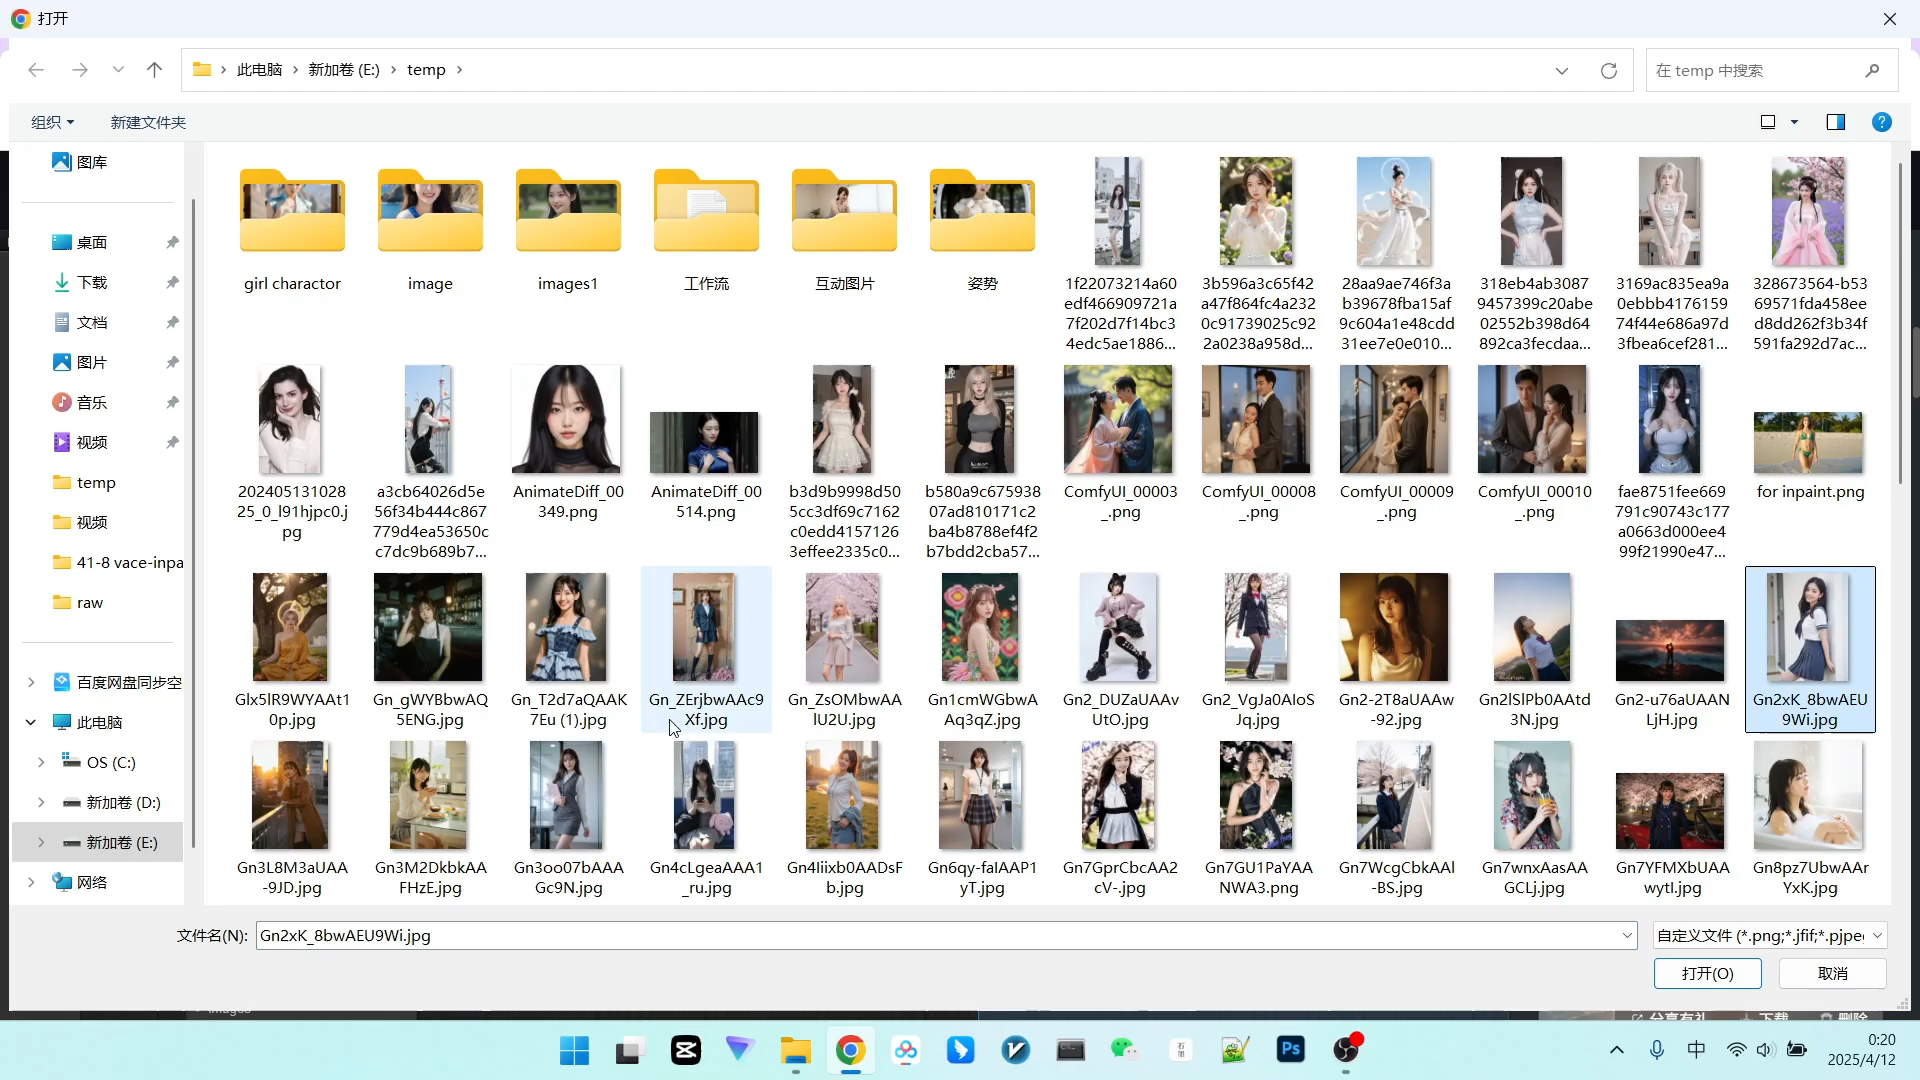 打开
此电脑 › 新加卷 (E:) › temp ›
在 temp 中搜索
组织
新建文件夹
图库
桌面
下载
文档
图片
音乐
视频
temp
视频
41-8 vace-inpa
raw
百度网盘同步空
此电脑
OS (C:)
新加卷 (D:)
新加卷 (E:)
网络
girl charactor
image
images1
工作流
互动图片
姿势
1f22073214a60
edf466909721a
7f202d7f14bc3
4edc5ae1886...
3b596a3c65f42
a47f864fc4a232
0c91739025c92
2a0238a958d...
28aa9ae746f3a
b39678fba15af
9c604a1e48cdd
31ee7e0e010...
318eb4ab3087
9457399c20abe
02552b398d64
892ca3fecdaa...
3169ac835ea9a
0ebbb4176159
74f44e686a97d
3fbea6cef281...
328673564-b53
69571fda458ee
d8dd262f3b34f
591fa292d7ac...
202405131028
25_0_l91hjpc0.j
pg
a3cb64026d5e
56f34b444c867
779d4ea53650c
c7dc9b689b7...
AnimateDiff_00
349.png
AnimateDiff_00
514.png
b3d9b9998d50
5cc3df69c7162
c0edd4157126
3effee2335c0...
b580a9c675938
07ad810171c2
ba4b8788ef4f2
b7bdd2cba57...
ComfyUI_00003
_.png
ComfyUI_00008
_.png
ComfyUI_00009
_.png
ComfyUI_00010
_.png
fae8751fee669
791c90743c177
a0663d000ee4
499f21990e47...
for inpaint.png
Glx5lR9WYAAt1
0p.jpg
Gn_gWYBbwAQ
5ENG.jpg
Gn_T2d7aQAAK
7Eu (1).jpg
Gn_ZErjbwAAc9
Xf.jpg
Gn_ZsOMbwAA
lU2U.jpg
Gn1cmWGbwA
Aq3qZ.jpg
Gn2_DUZaUAAv
UtO.jpg
Gn2_VgJa0AIoS
Jq.jpg
Gn2-2T8aUAAw
-92.jpg
Gn2lSlPb0AAtd
3N.jpg
Gn2-u76aUAAN
LjH.jpg
Gn2xK_8bwAEU
9Wi.jpg
Gn3L8M3aUAA
-9JD.jpg
Gn3M2DkbkAA
FHzE.jpg
Gn3oo07bAAA
Gc9N.jpg
Gn4cLgeaAAA1
_ru.jpg
Gn4Iiixb0AADsF
b.jpg
Gn6qy-faIAAP1
yT.jpg
Gn7GprCbcAA2
cV-.jpg
Gn7GU1PaYAA
NWA3.png
Gn7WcgCbkAAl
-BS.jpg
Gn7wnxAasAA
GCLj.jpg
Gn7YFMXbUAA
wytl.jpg
Gn8pz7UbwAAr
YxK.jpg
文件名(N):
Gn2xK_8bwAEU9Wi.jpg
自定义文件 (*.png;*.jfif;*.pjpe
打开(O)
取消
分享有礼
下载
删除
Ps
中
0:20
2025/4/12